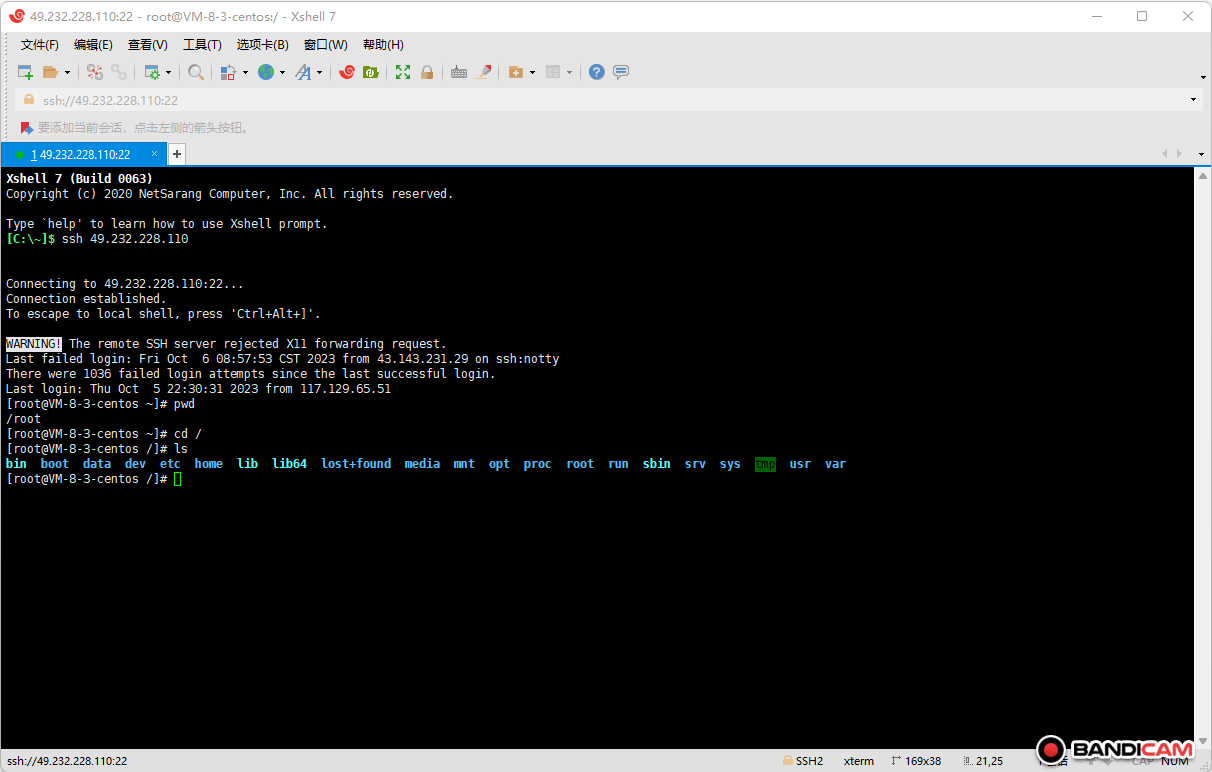 49.232.228.110:22 - root@VM-8-3-centos:/ - Xshell 7
文件(F) 编辑(E) 查看(V) 工具(T) 选项卡(B) 窗口(W) 帮助(H)
ssh://49.232.228.110:22
要添加当前会话，点击左侧的箭头按钮。
1 49.232.228.110:22
Xshell 7 (Build 0063)
Copyright (c) 2020 NetSarang Computer, Inc. All rights reserved.
Type `help' to learn how to use Xshell prompt.
[C:\~]$ ssh 49.232.228.110
Connecting to 49.232.228.110:22...
Connection established.
To escape to local shell, press 'Ctrl+Alt+]'.
WARNING! The remote SSH server rejected X11 forwarding request.
Last failed login: Fri Oct  6 08:57:53 CST 2023 from 43.143.231.29 on ssh:notty
There were 1036 failed login attempts since the last successful login.
Last login: Thu Oct  5 22:30:31 2023 from 117.129.65.51
[root@VM-8-3-centos ~]# pwd
/root
[root@VM-8-3-centos ~]# cd /
[root@VM-8-3-centos /]# ls
bin  boot  data  dev  etc  home  lib  lib64  lost+found  media  mnt  opt  proc  root  run  sbin  srv  sys  tmp  usr  var
[root@VM-8-3-centos /]#
BANDICAM
ssh://49.232.228.110:22 SSH2 xterm 169x38 21,25 CAP NUM